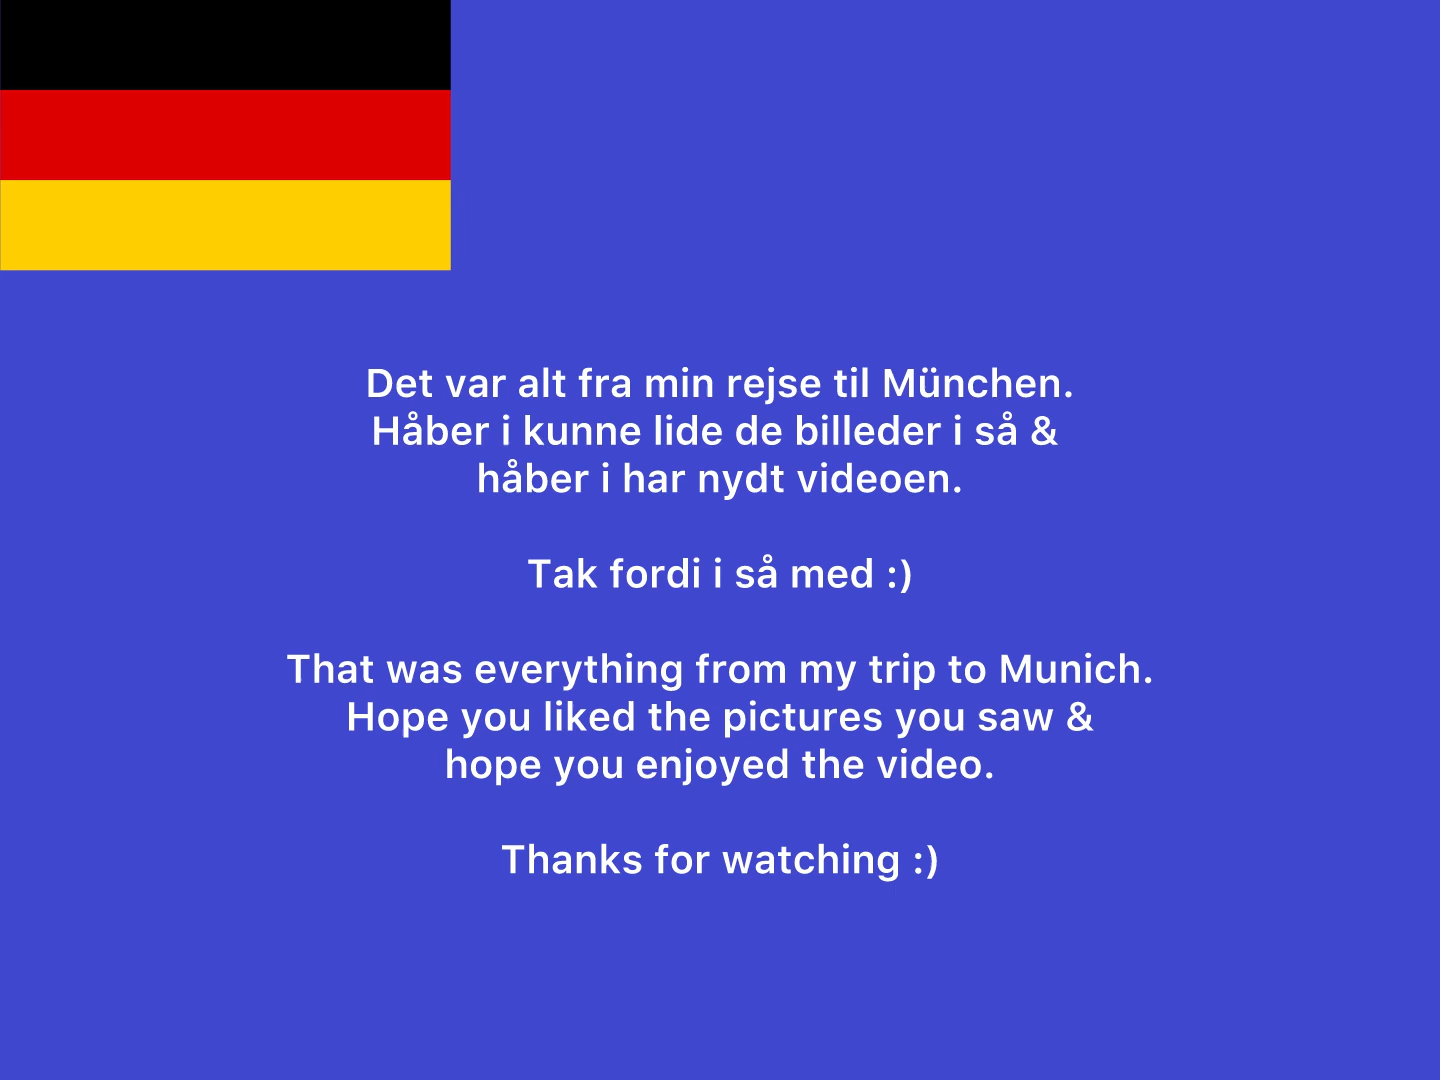 Det var alt fra min rejse til München.
Håber i kunne lide de billeder i så &
håber i har nydt videoen.
Tak fordi i så med :)
That was everything from my trip to Munich.
Hope you liked the pictures you saw &
hope you enjoyed the video.
Thanks for watching :)